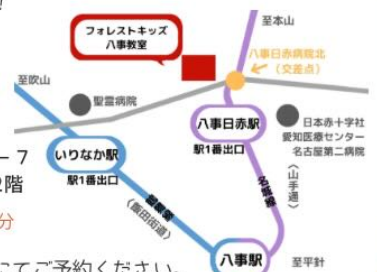 至本山
フォレストキッズ
八事教室
八事日赤病院北
(交差点)
至吹山
聖霊病院
八事日赤駅
駅1番出口
日本赤十字社
愛知医療センター
名古屋第二病院
－7
いりなか駅
駅1番出口
2階
名城線
〈山手通〉
〈飯田街道〉
分
にてご予約ください。
八事駅
至平針